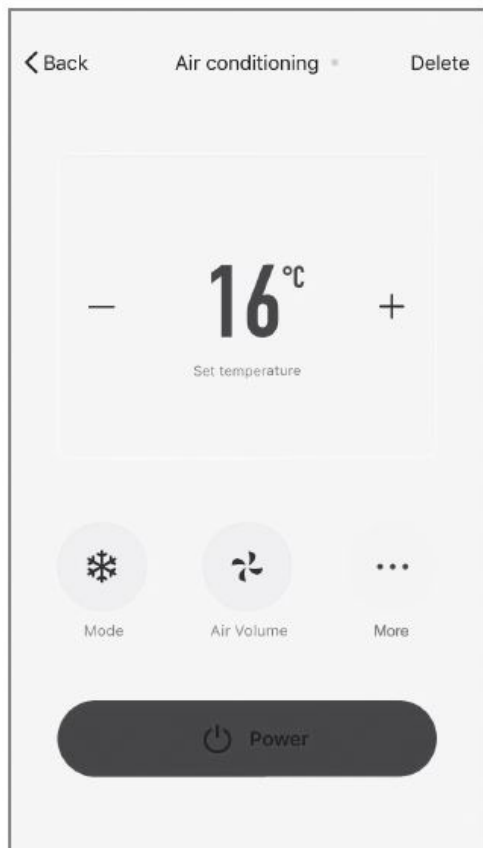 Back Air conditioning Delete
16°C
− +
Set temperature
Mode Air Volume More
Power